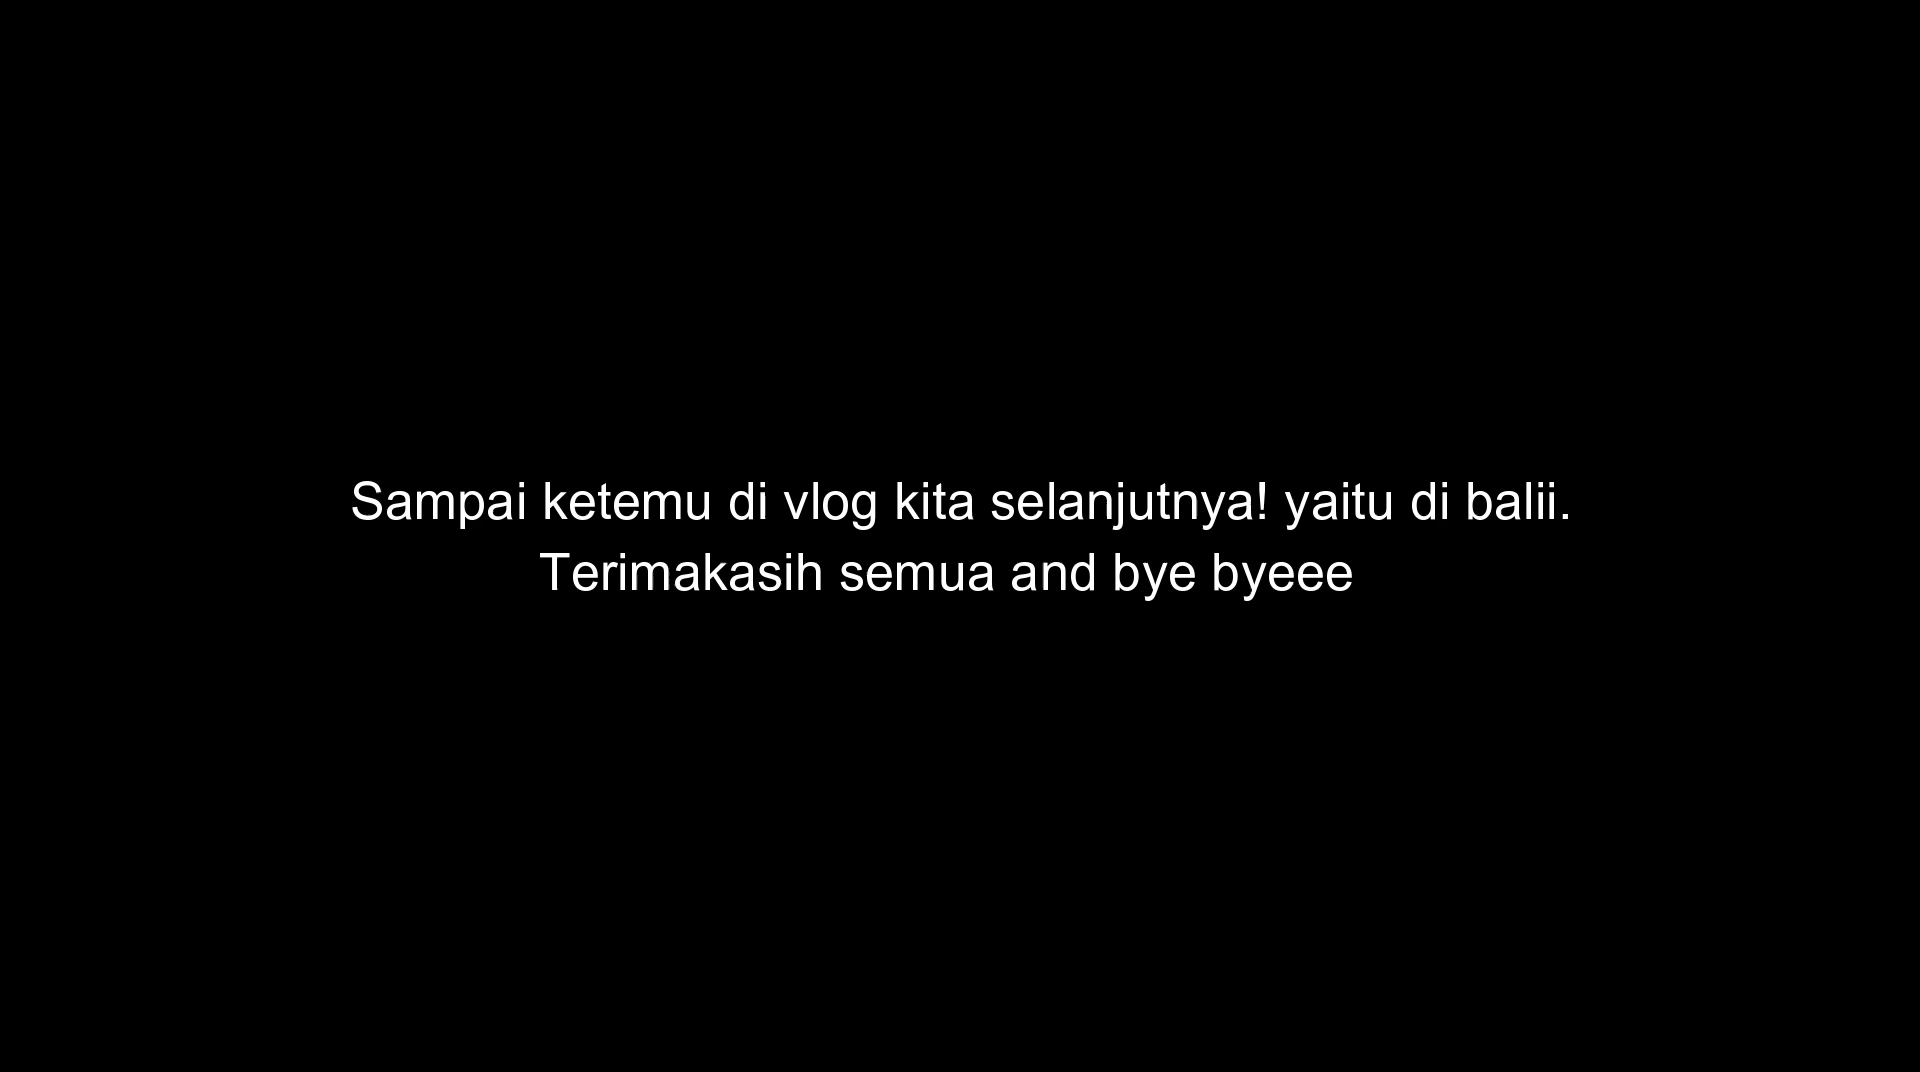 Sampai ketemu di vlog kita selanjutnya! yaitu di balii.
Terimakasih semua and bye byeee